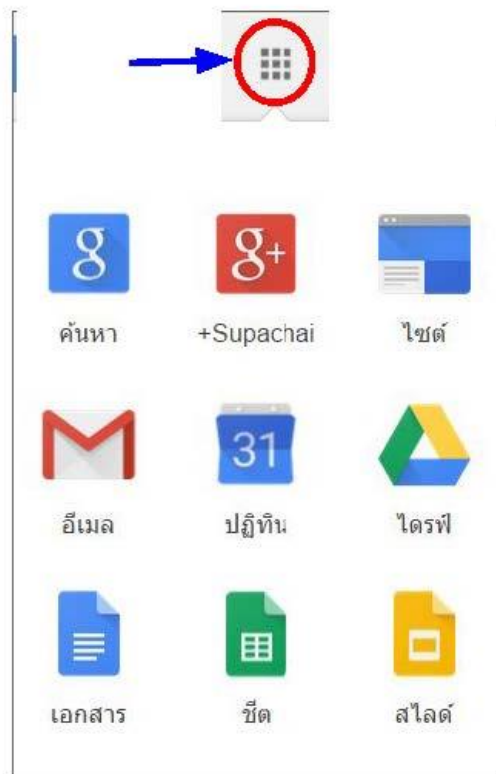 g g+
ค้นหา +Supachai ไซต์
31
อีเมล ปฏิทิน ไดรฟ์
เอกสาร ชีต สไลด์